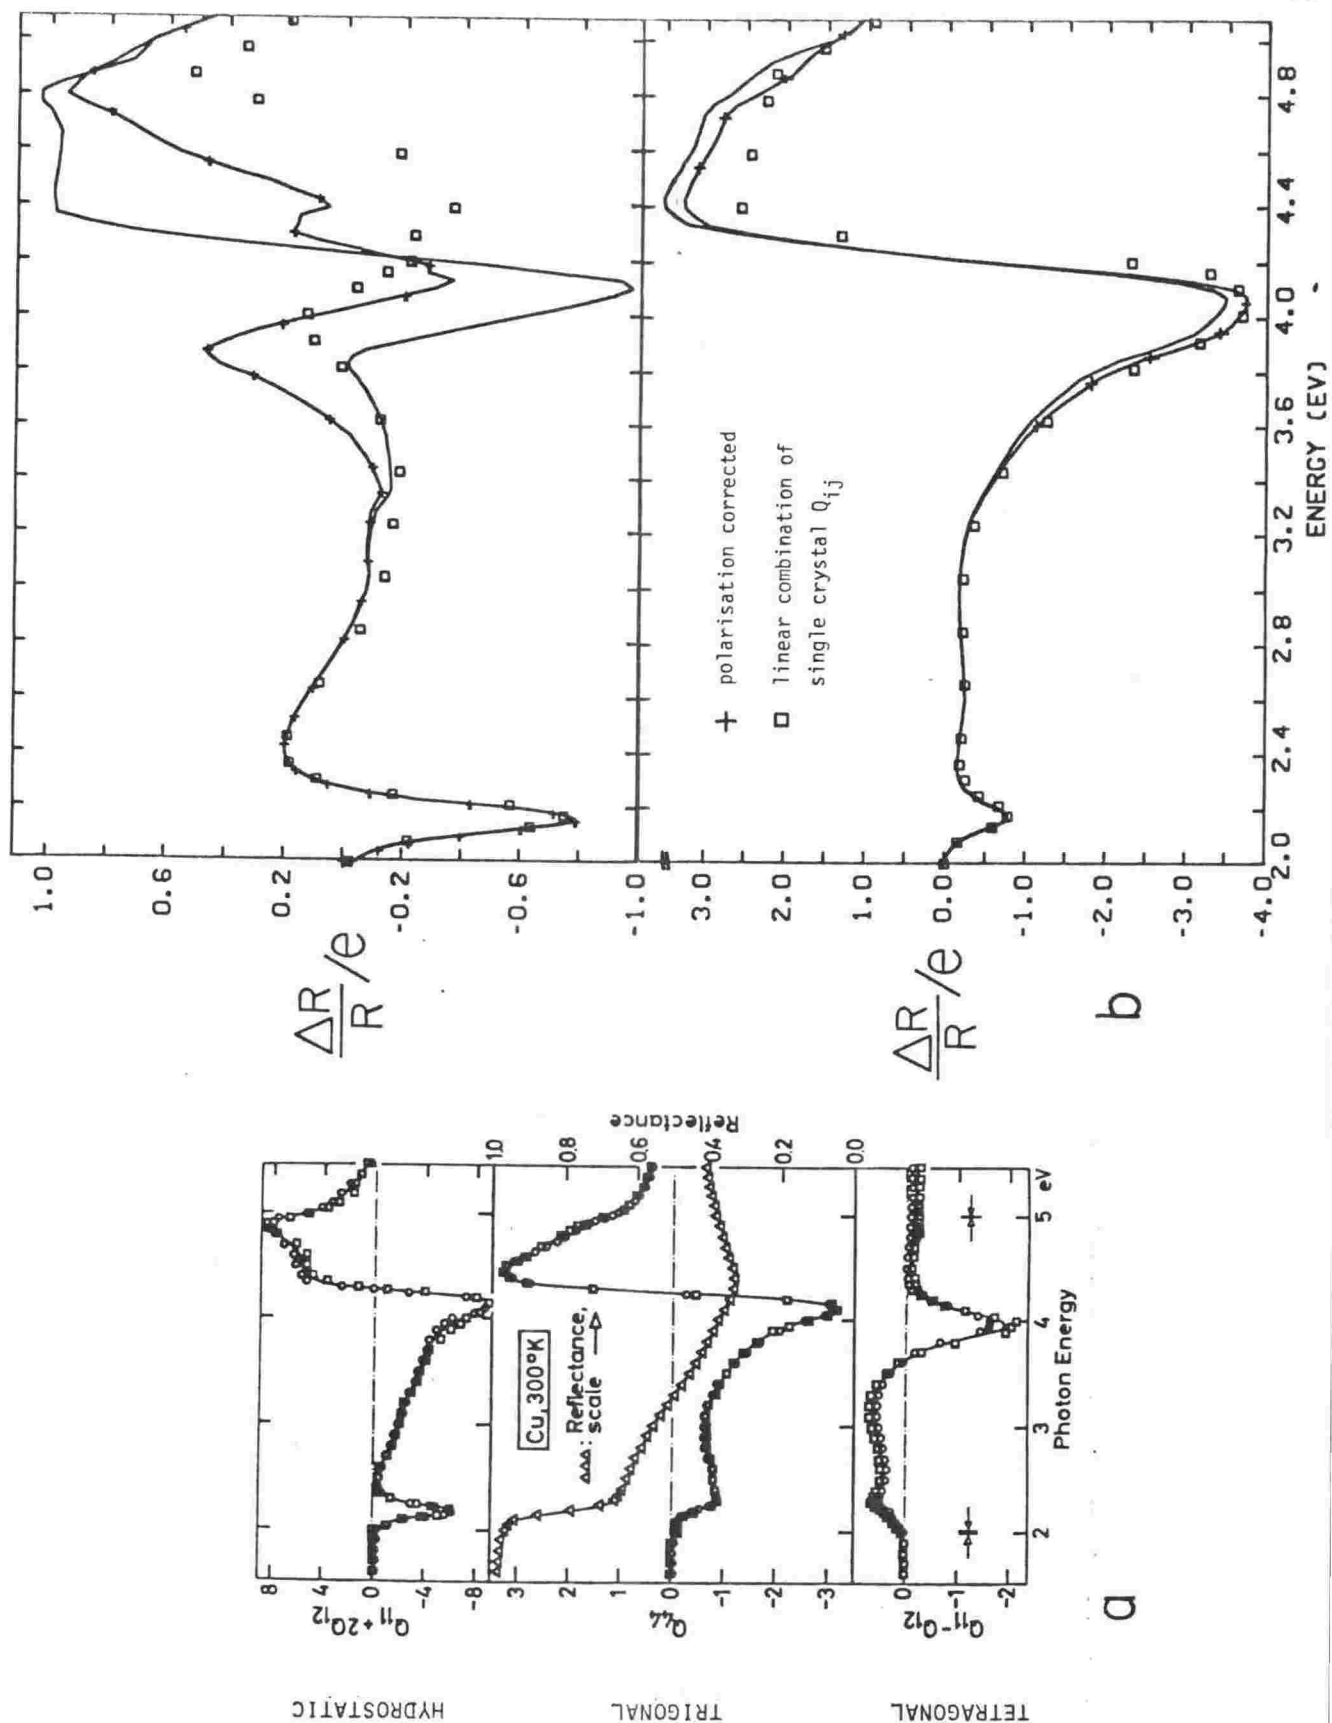 HYDROSTATIC
TRIGONAL
TETRAGONAL
Q11+2Q12
8
4
0
-4
-8
Q44
3
2
1
0
-1
-2
-3
Q11-Q12
0
-1
-2
Cu, 300°K
△△△: Reflectance,
scale →
Reflectance
1.0
0.8
0.6
0.4
0.2
0.0
2
3
4
5
eV
Photon Energy
a
ΔR/R /e
1.0
0.6
0.2
-0.2
-0.6
-1.0
+ polarisation corrected
□ linear combination of
single crystal Qij
ΔR/R /e
3.0
2.0
1.0
0.0
-1.0
-2.0
-3.0
-4.0
2.0
2.4
2.8
3.2
3.6
4.0
4.4
4.8
ENERGY (EV)
b